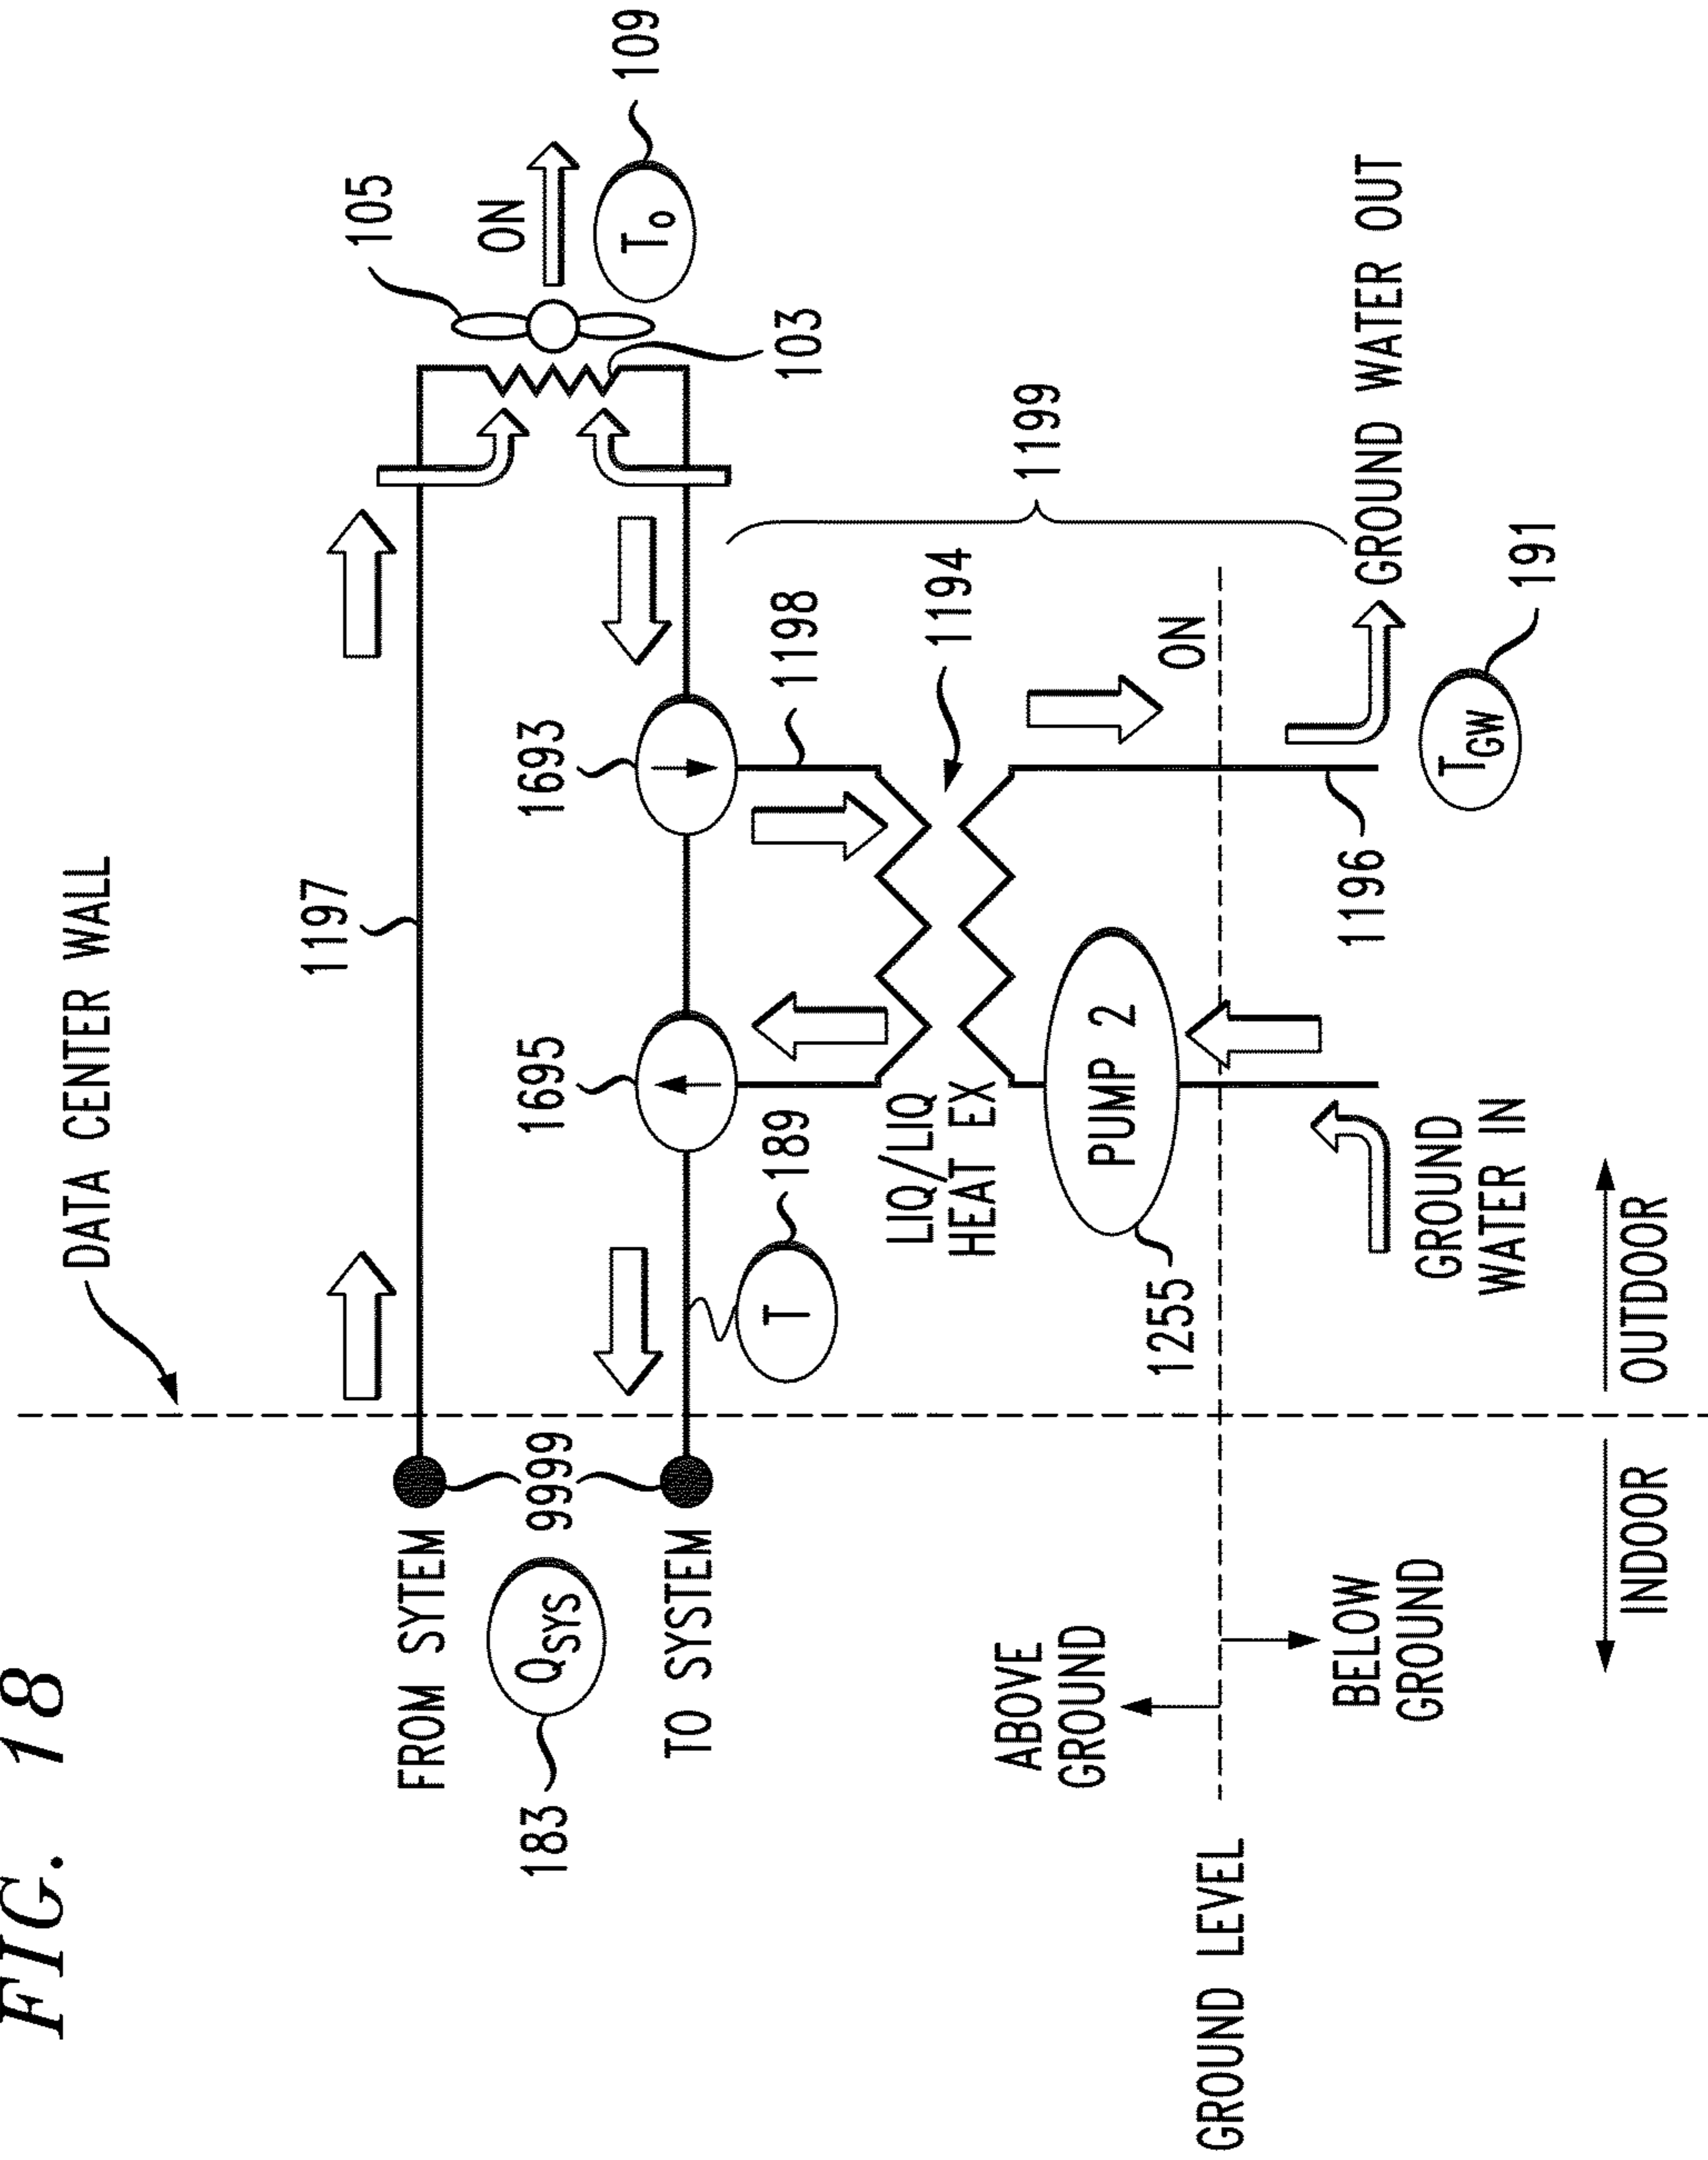 FIG. 18
DATA CENTER WALL
1197
105
ON
T0
109
103
FROM SYTEM
9999
QSYS
183
TO SYSTEM
1695
1693
189
T
1198
1194
1199
LIQ/LIQ
HEAT EX
PUMP 2
1255
ON
ABOVE
GROUND
GROUND LEVEL
BELOW
GROUND
1196
GROUND
WATER IN
GROUND WATER OUT
TGW
191
INDOOR
OUTDOOR